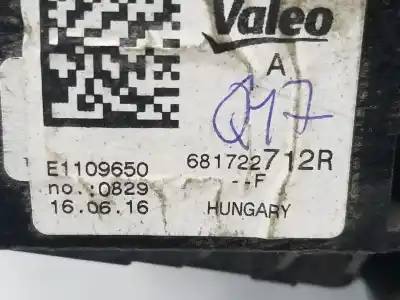 Valeo
A
Q17
E1109650
681722712R
no.:0829
--F
16.06.16
HUNGARY